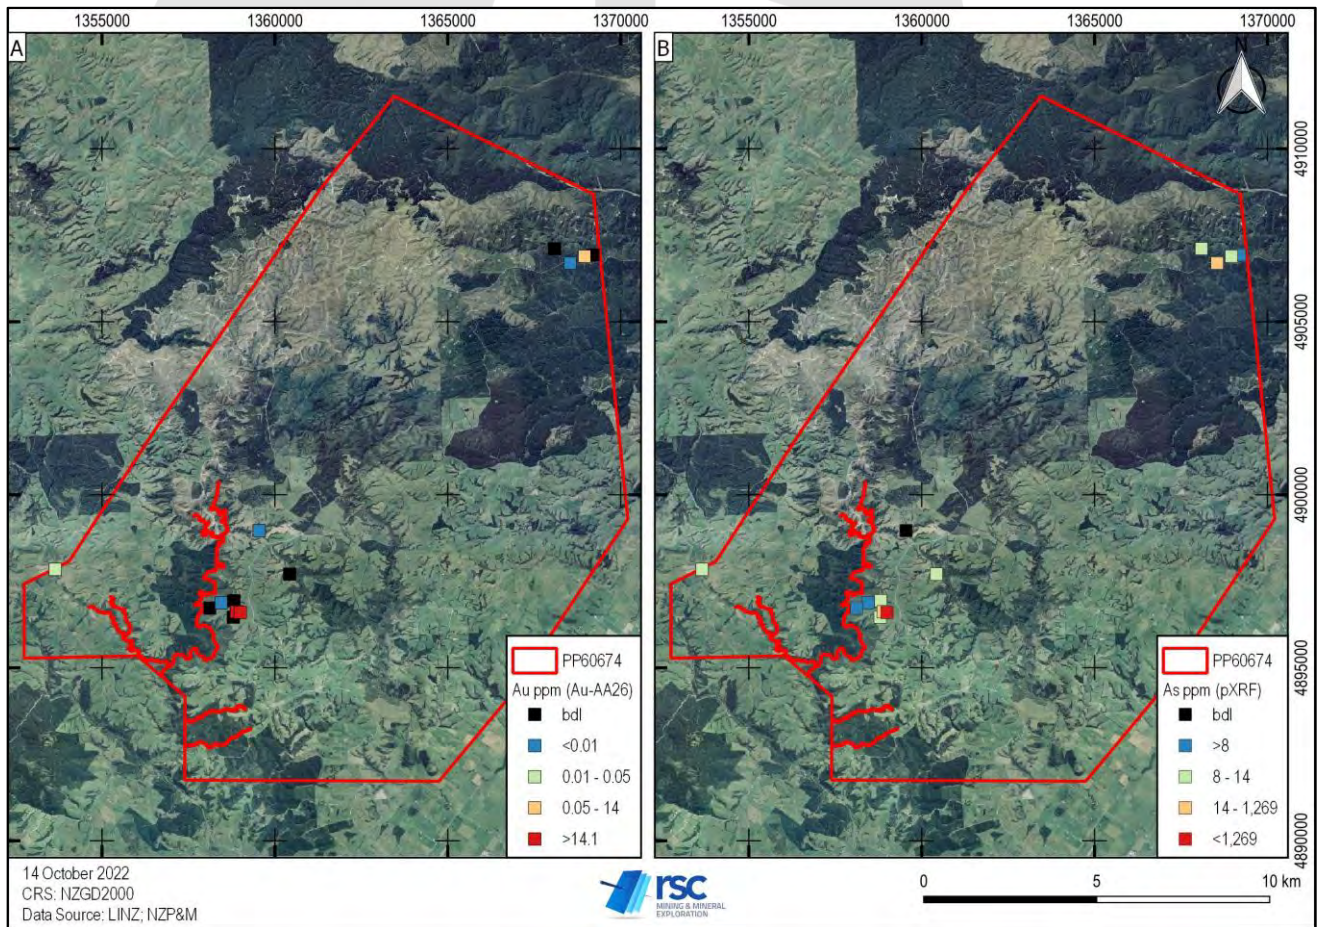 1355000 1360000 1365000 1370000 1355000 1360000 1365000 1370000
A
B
N
4910000
4905000
4900000
4895000
4890000
PP60674
Au ppm (Au-AA26)
bdl
<0.01
0.01 - 0.05
0.05 - 14
>14.1
PP60674
As ppm (pXRF)
bdl
>8
8 - 14
14 - 1,269
<1,269
14 October 2022
CRS: NZGD2000
Data Source: LINZ; NZP&M
rsc
MINING & MINERAL
EXPLORATION
0 5 10 km